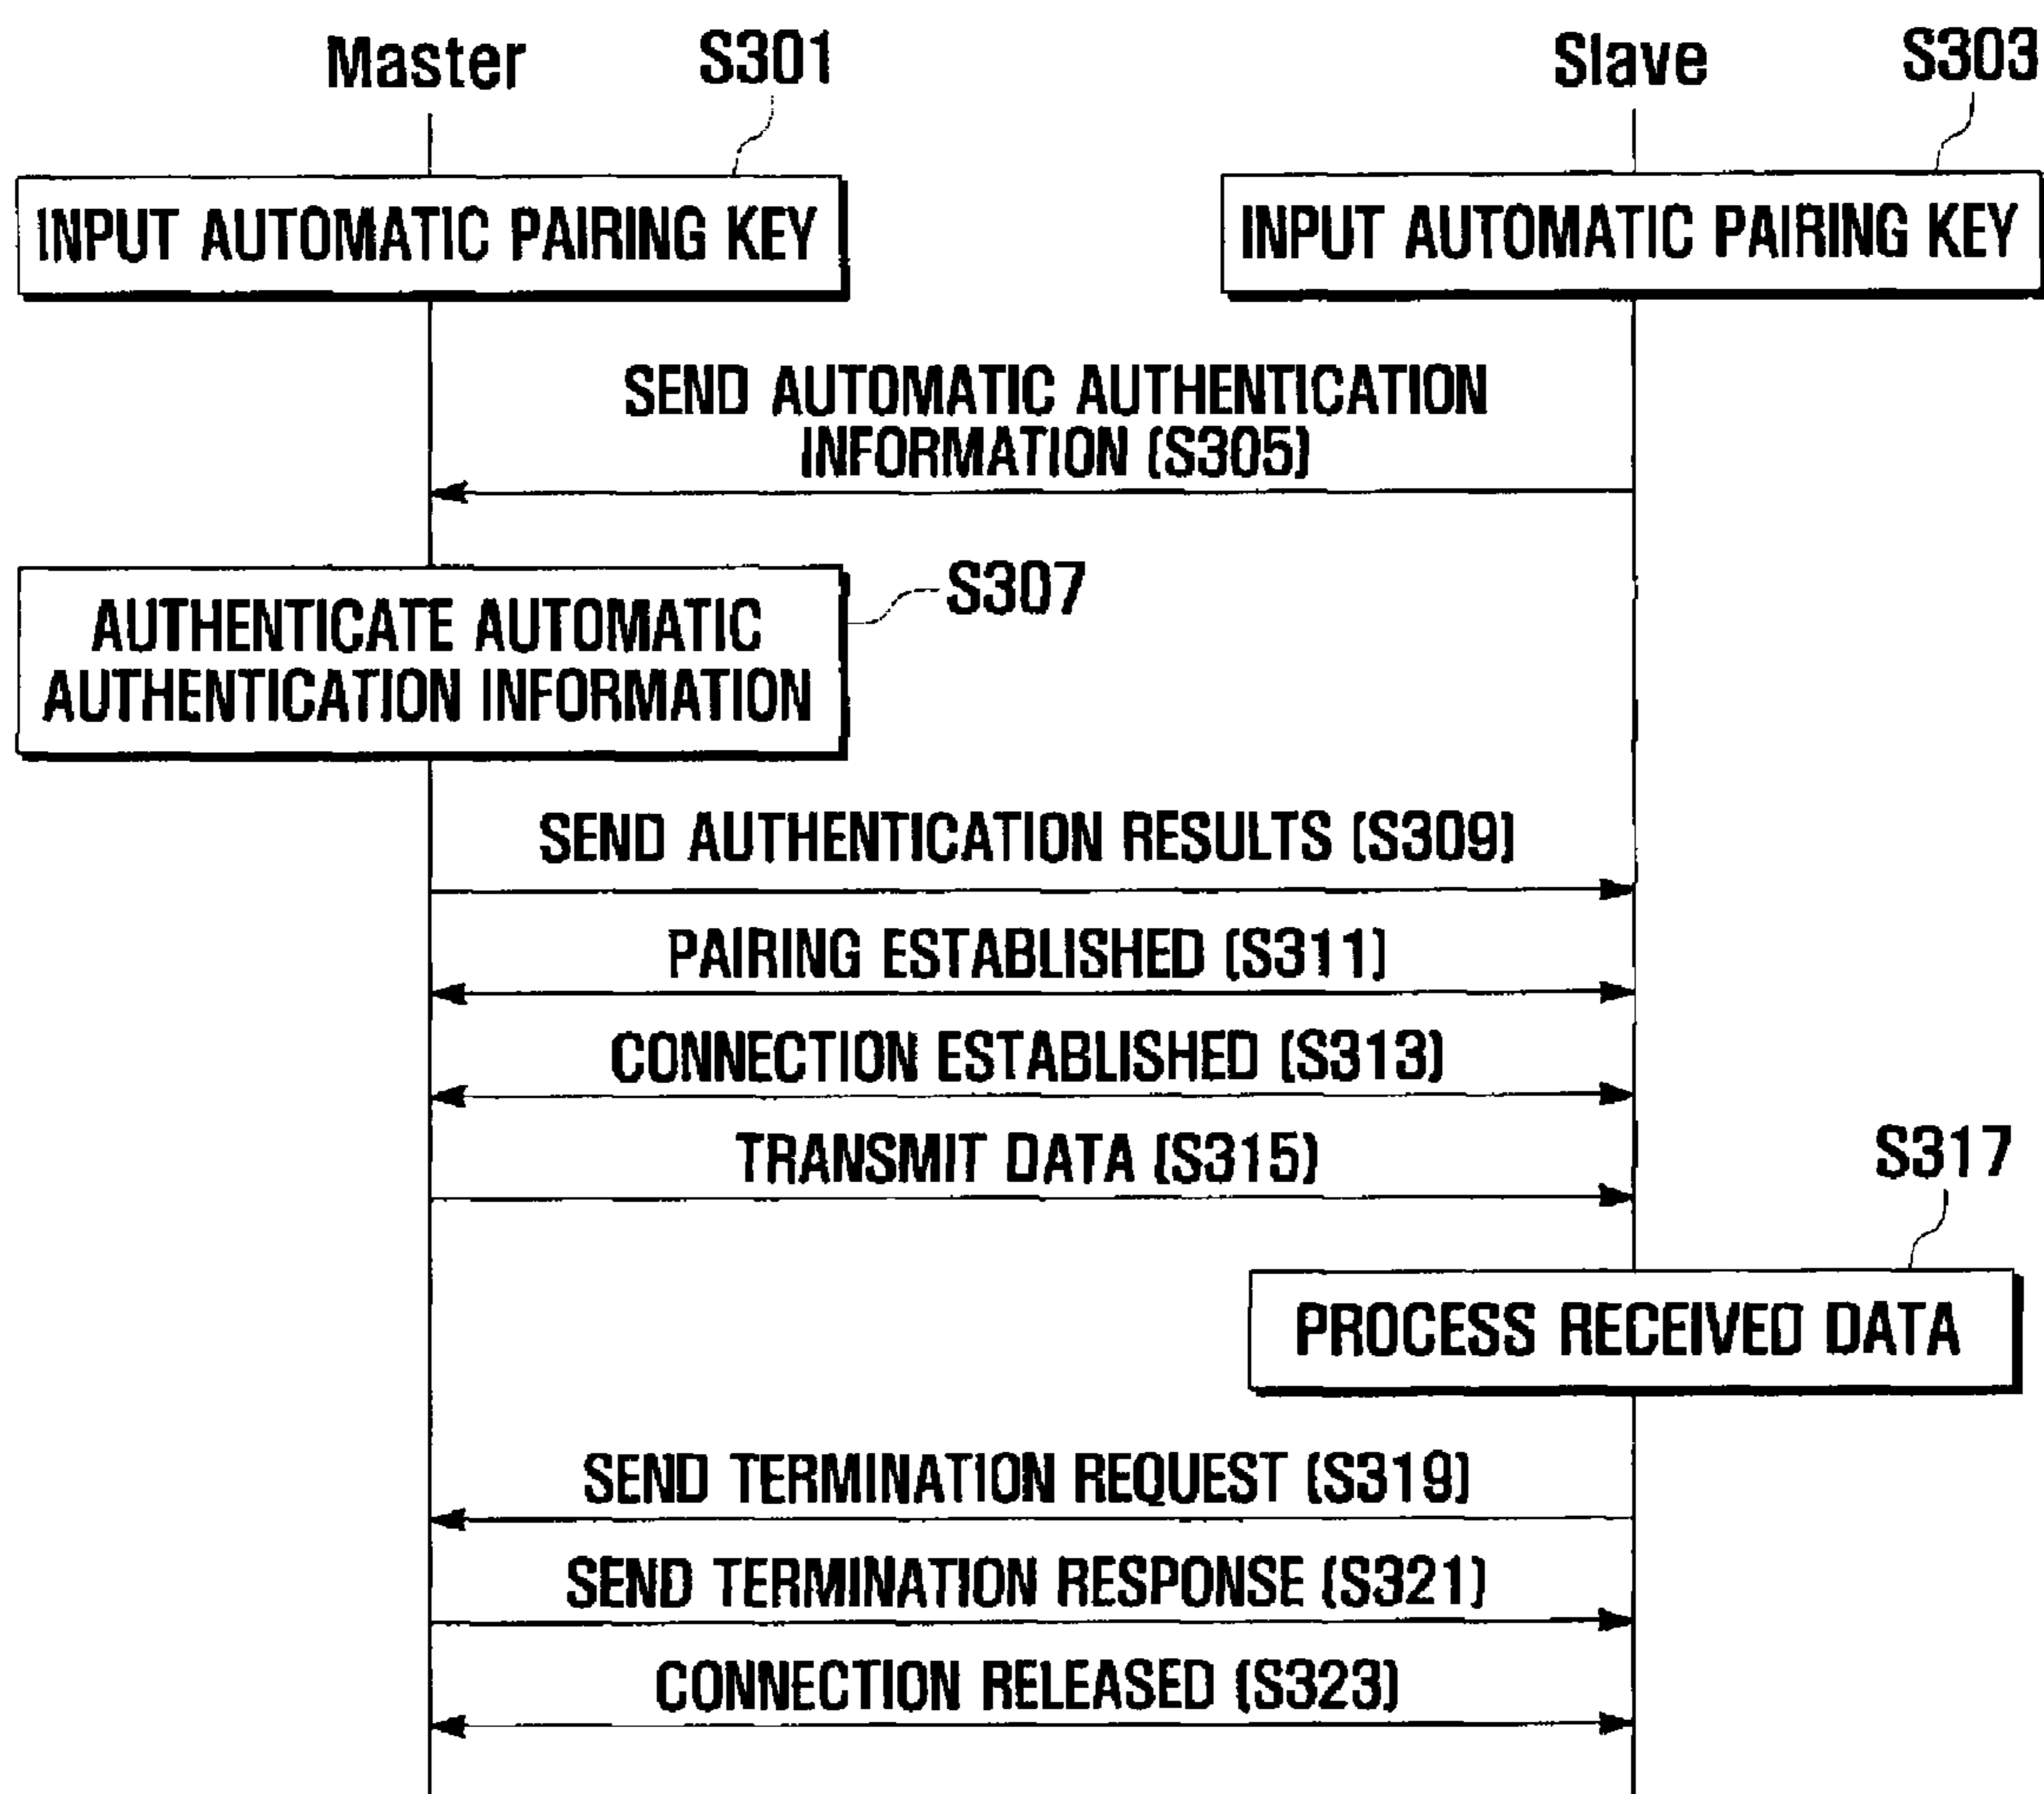 Master
S301
Slave
S303
INPUT AUTOMATIC PAIRING KEY
INPUT AUTOMATIC PAIRING KEY
SEND AUTOMATIC AUTHENTICATION
INFORMATION (S305)
AUTHENTICATE AUTOMATIC
AUTHENTICATION INFORMATION
S307
SEND AUTHENTICATION RESULTS (S309)
PAIRING ESTABLISHED (S311)
CONNECTION ESTABLISHED (S313)
TRANSMIT DATA (S315)
S317
PROCESS RECEIVED DATA
SEND TERMINATION REQUEST (S319)
SEND TERMINATION RESPONSE (S321)
CONNECTION RELEASED (S323)